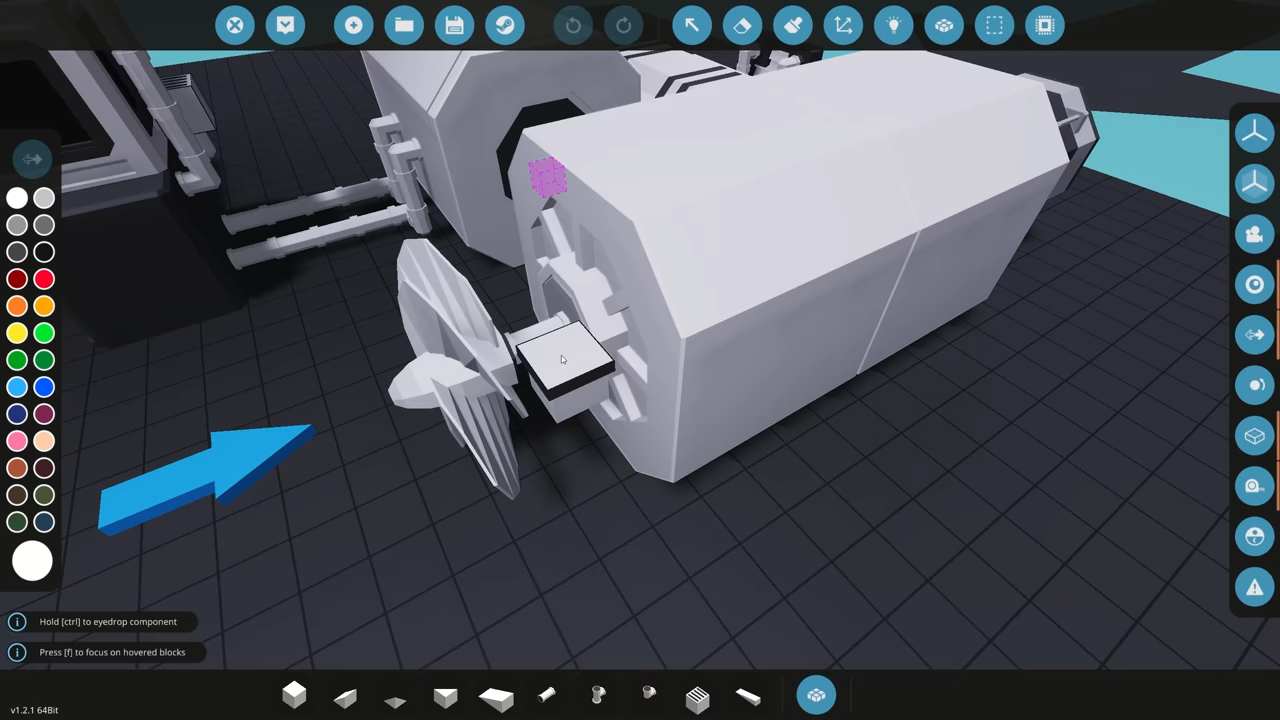 Hold [ctrl] to eyedrop component
Press [f] to focus on hovered blocks
v1.2.1 64Bit